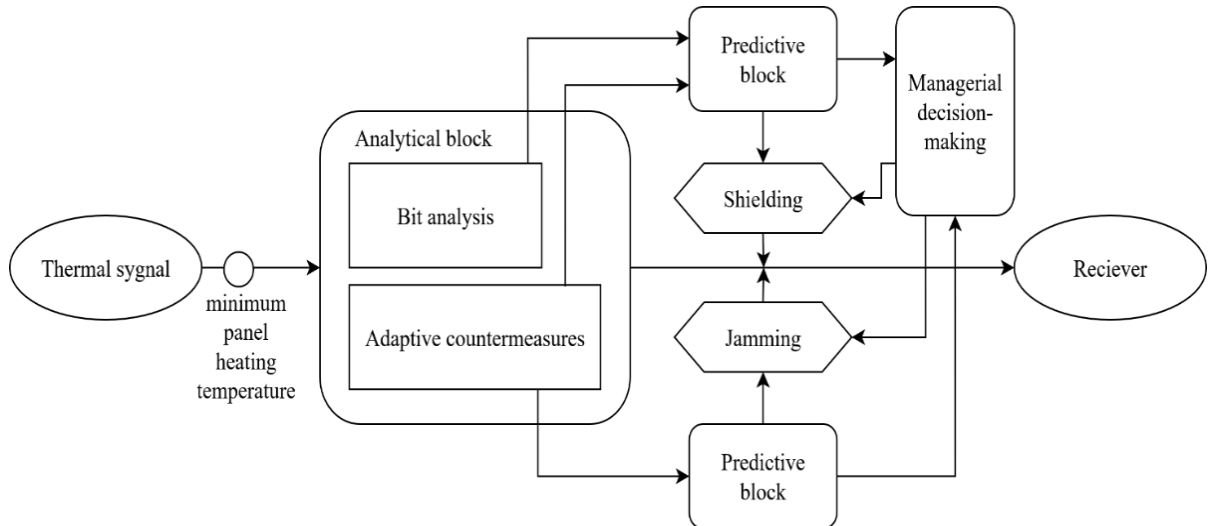 Thermal sygnal
minimum
panel
heating
temperature
Analytical block
Bit analysis
Adaptive countermeasures
Predictive
block
Managerial
decision-
making
Shielding
Jamming
Predictive
block
Reciever